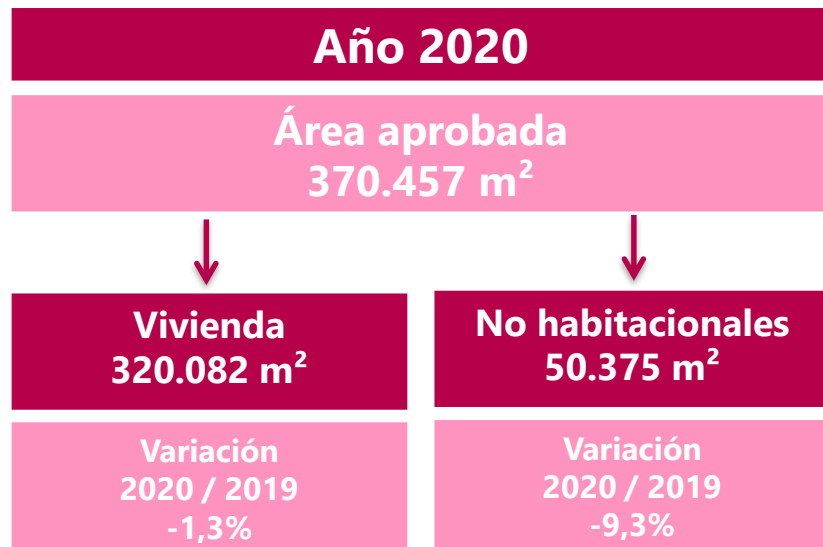 Año 2020
Área aprobada
370.457 m²
Vivienda
320.082 m²
No habitacionales
50.375 m²
Variación
2020 / 2019
-1,3%
Variación
2020 / 2019
-9,3%